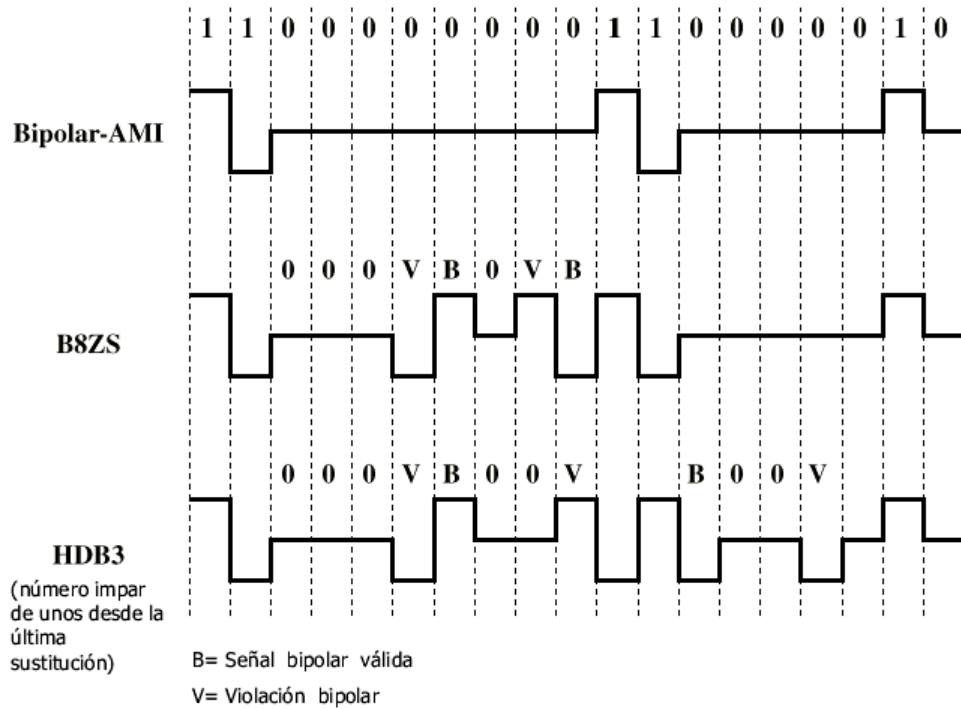 1 1 0 0 0 0 0 0 0 0 1 1 0 0 0 0 0 1 0
Bipolar-AMI
0 0 0 V B 0 V B
B8ZS
0 0 0 V B 0 0 V B 0 0 V
HDB3
(número impar
de unos desde la
última
sustitución)
B= Señal bipolar válida
V= Violación bipolar